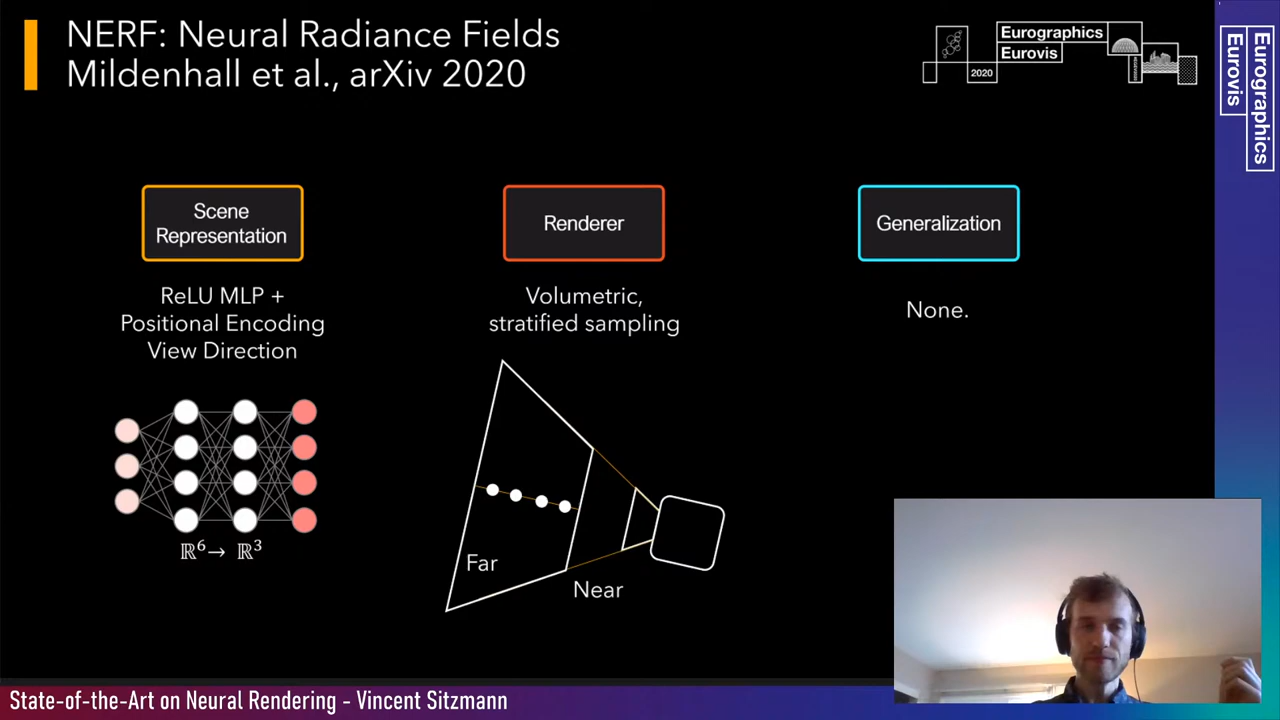 NERF: Neural Radiance Fields
Mildenhall et al., arXiv 2020
Eurographics
Eurovis
2020
Eurographics
Eurovis
Scene
Representation
Renderer
Generalization
ReLU MLP +
Positional Encoding
View Direction
Volumetric,
stratified sampling
None.
ℝ⁶→ ℝ³
Far
Near
State-of-the-Art on Neural Rendering - Vincent Sitzmann